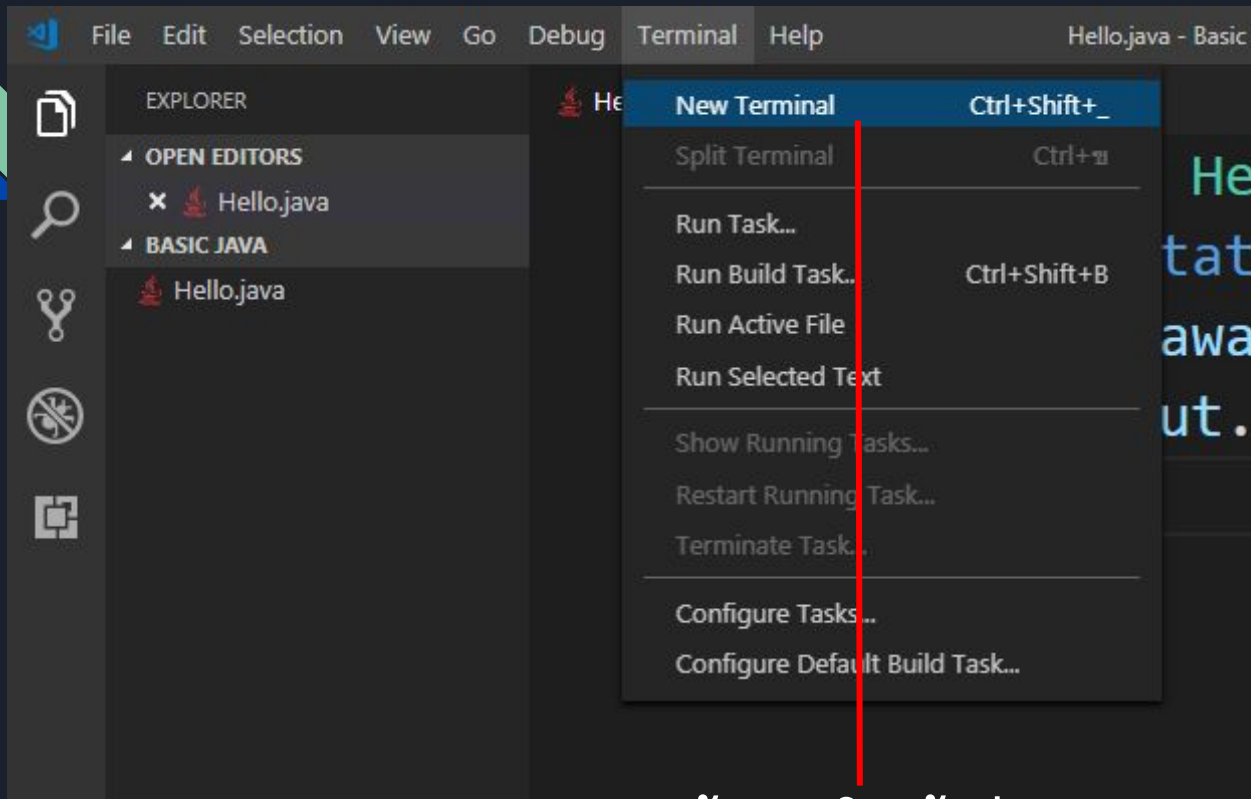 File Edit Selection View Go Debug Terminal Help Hello.java - Basic
EXPLORER
OPEN EDITORS
Hello.java
BASIC JAVA
Hello.java
He
New Terminal Ctrl+Shift+_
Split Terminal Ctrl+ฃ
Run Task...
Run Build Task... Ctrl+Shift+B
Run Active File
Run Selected Text
Show Running Tasks...
Restart Running Task...
Terminate Task...
Configure Tasks...
Configure Default Build Task...
He
tat
awa
ut.